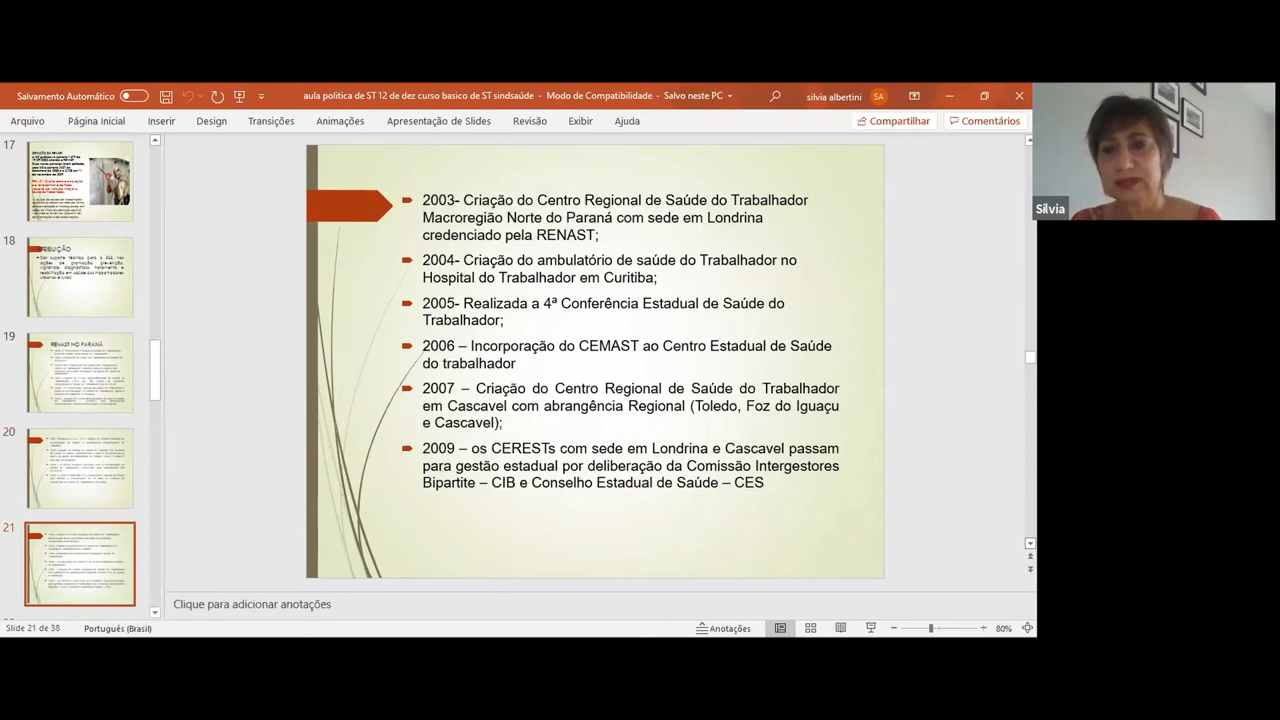 Salvamento Automático
aula politica de ST 12 de dez curso basico de ST sindsaúde - Modo de Compatibilidade - Salvo neste PC
silvia albertini
SA
Arquivo
Página Inicial
Inserir
Design
Transições
Animações
Apresentação de Slides
Revisão
Exibir
Ajuda
Compartilhar
Comentários
17
18
ATRIBUIÇÃO
19
RENAST NO PARANÁ
20
21
2003- Criação do Centro Regional de Saúde do Trabalhador
Macrorregião Norte do Paraná com sede em Londrina
credenciado pela RENAST;
2004- Criação do ambulatório de saúde do Trabalhador no
Hospital do Trabalhador em Curitiba;
2005- Realizada a 4ª Conferência Estadual de Saúde do
Trabalhador;
2006 – Incorporação do CEMAST ao Centro Estadual de Saúde
do trabalhador.
2007 – criação do Centro Regional de Saúde do Trabalhador
em Cascavel com abrangência Regional (Toledo, Foz do Iguaçu
e Cascavel);
2009 – os CERESTs com sede em Londrina e Cascavel passam
para gestão estadual por deliberação da Comissão Intergestores
Bipartite – CIB e Conselho Estadual de Saúde – CES
Clique para adicionar anotações
Slide 21 de 38
Português (Brasil)
Anotações
80%
Silvia